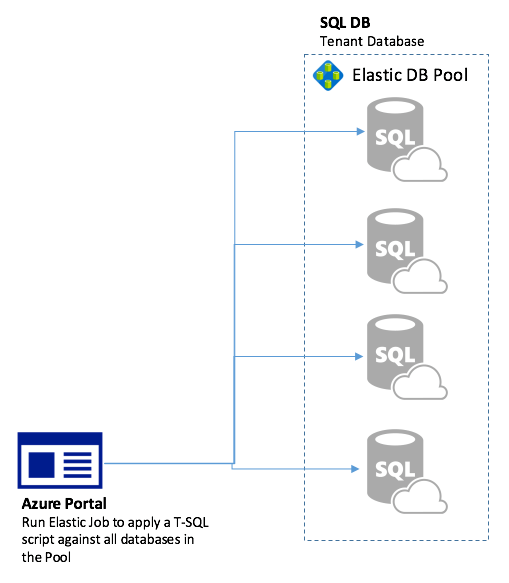 SQL DB
Tenant Database
Elastic DB Pool
SQL
SQL
SQL
SQL
Azure Portal
Run Elastic Job to apply a T-SQL
script against all databases in
the Pool